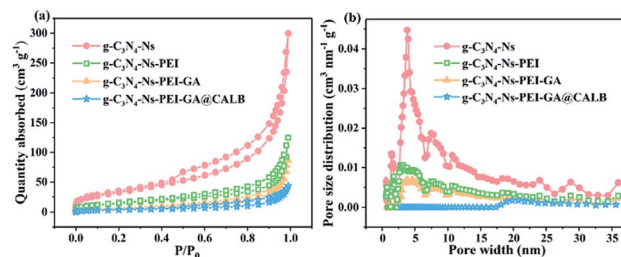 (a)
300
250
200
150
100
50
0
Quantity absorbed (cm³ g⁻¹)
g-C₃N₄-Ns
g-C₃N₄-Ns-PEI
g-C₃N₄-Ns-PEI-GA
g-C₃N₄-Ns-PEI-GA@CALB
0.0 0.2 0.4 0.6 0.8 1.0
P/P₀
(b)
0.04
0.03
0.02
0.01
0.00
Pore size distribution (cm³ nm⁻¹ g⁻¹)
g-C₃N₄-Ns
g-C₃N₄-Ns-PEI
g-C₃N₄-Ns-PEI-GA
g-C₃N₄-Ns-PEI-GA@CALB
0 5 10 15 20 25 30 35
Pore width (nm)